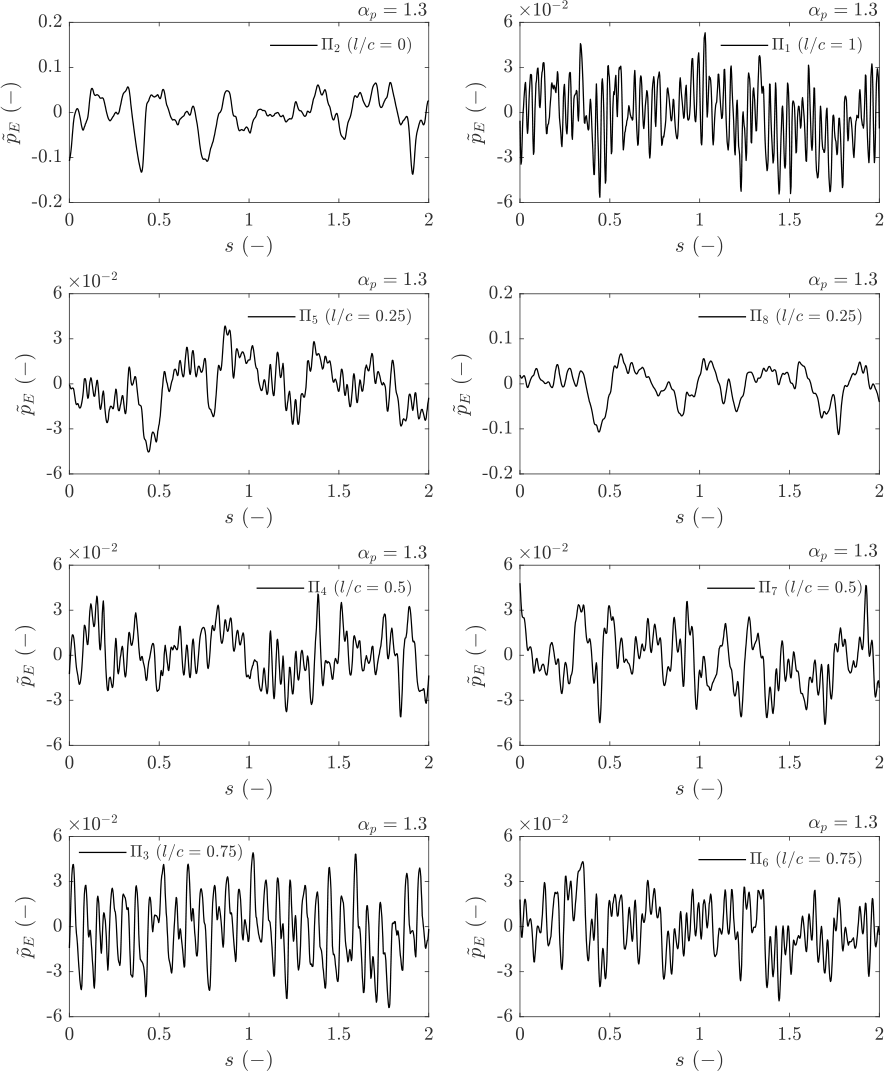 α_p = 1.3
Π₂ (l/c = 0)
0.2
0.1
0
-0.1
-0.2
p̃_E (−)
0 0.5 1 1.5 2
s (−)
×10⁻² α_p = 1.3
Π₁ (l/c = 1)
6
3
0
-3
-6
p̃_E (−)
0 0.5 1 1.5 2
s (−)
×10⁻² α_p = 1.3
Π₅ (l/c = 0.25)
6
3
0
-3
-6
p̃_E (−)
0 0.5 1 1.5 2
s (−)
α_p = 1.3
Π₈ (l/c = 0.25)
0.2
0.1
0
-0.1
-0.2
p̃_E (−)
0 0.5 1 1.5 2
s (−)
×10⁻² α_p = 1.3
Π₄ (l/c = 0.5)
6
3
0
-3
-6
p̃_E (−)
0 0.5 1 1.5 2
s (−)
×10⁻² α_p = 1.3
Π₇ (l/c = 0.5)
6
3
0
-3
-6
p̃_E (−)
0 0.5 1 1.5 2
s (−)
×10⁻² α_p = 1.3
Π₃ (l/c = 0.75)
6
3
0
-3
-6
p̃_E (−)
0 0.5 1 1.5 2
s (−)
×10⁻² α_p = 1.3
Π₆ (l/c = 0.75)
6
3
0
-3
-6
p̃_E (−)
0 0.5 1 1.5 2
s (−)